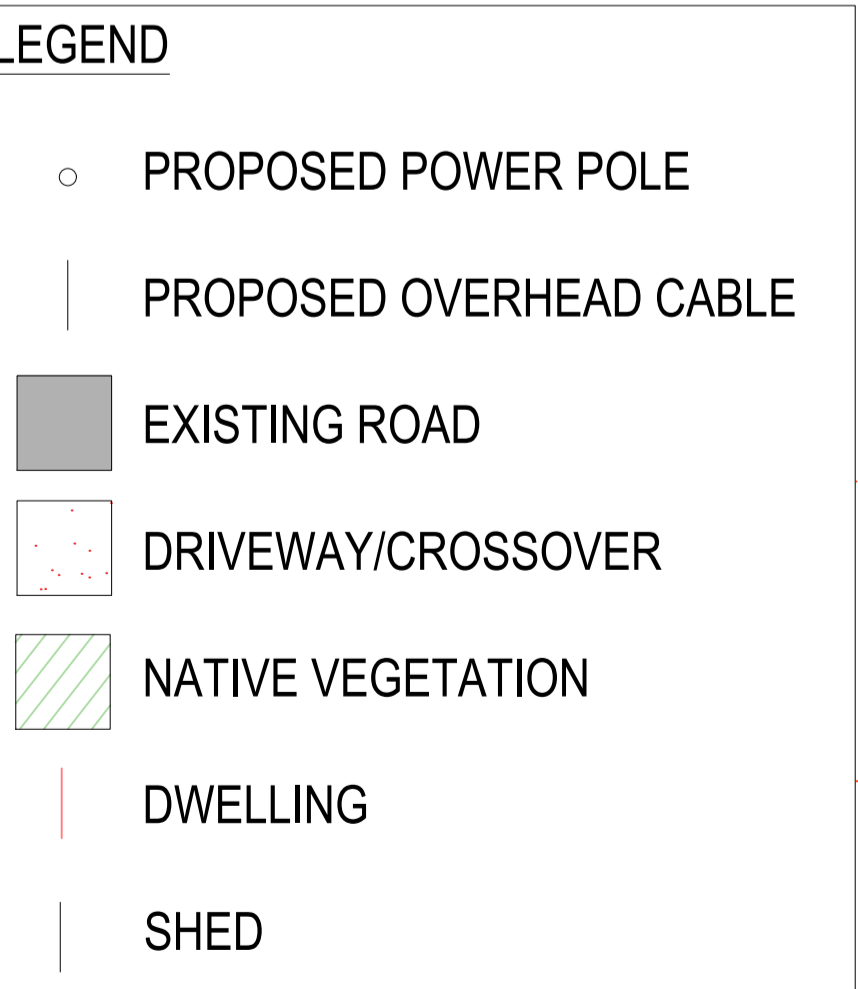 LEGEND
PROPOSED POWER POLE
PROPOSED OVERHEAD CABLE
EXISTING ROAD
DRIVEWAY/CROSSOVER
NATIVE VEGETATION
DWELLING
SHED